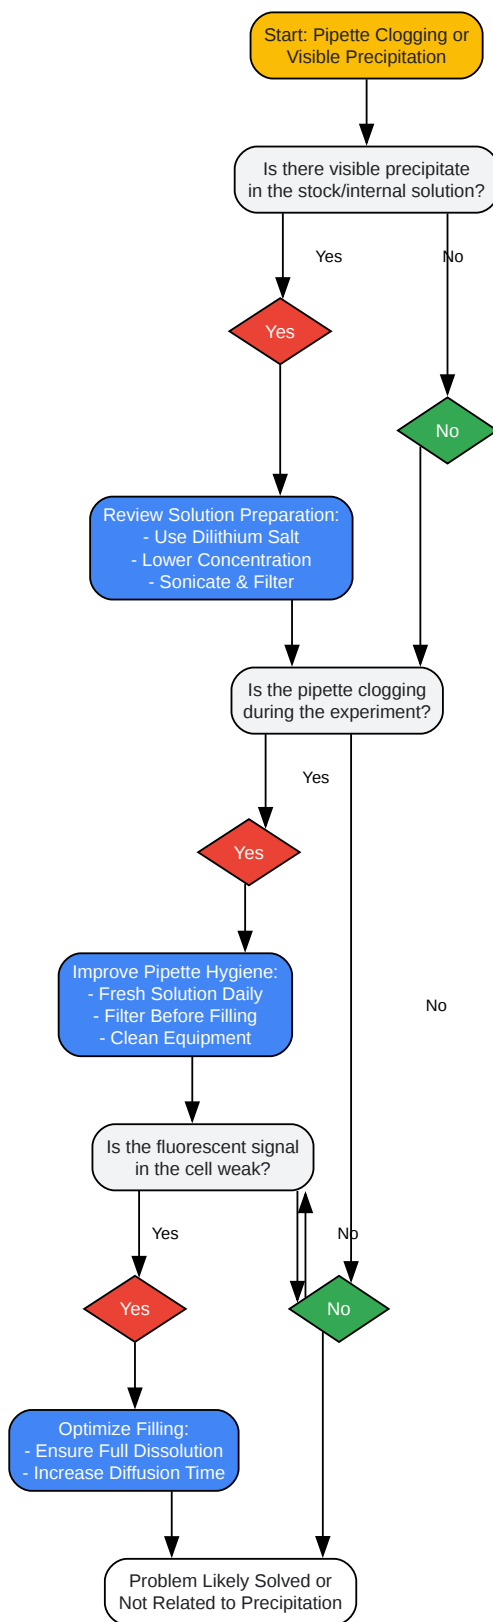 Start: Pipette Clogging or
Visible Precipitation
Is there visible precipitate
in the stock/internal solution?
Yes
No
Yes
No
Review Solution Preparation:
- Use Dilithium Salt
- Lower Concentration
- Sonicate & Filter
Is the pipette clogging
during the experiment?
Yes
Yes
Improve Pipette Hygiene:
- Fresh Solution Daily
- Filter Before Filling
- Clean Equipment
No
Is the fluorescent signal
in the cell weak?
Yes
No
Yes
No
Optimize Filling:
- Ensure Full Dissolution
- Increase Diffusion Time
Problem Likely Solved or
Not Related to Precipitation